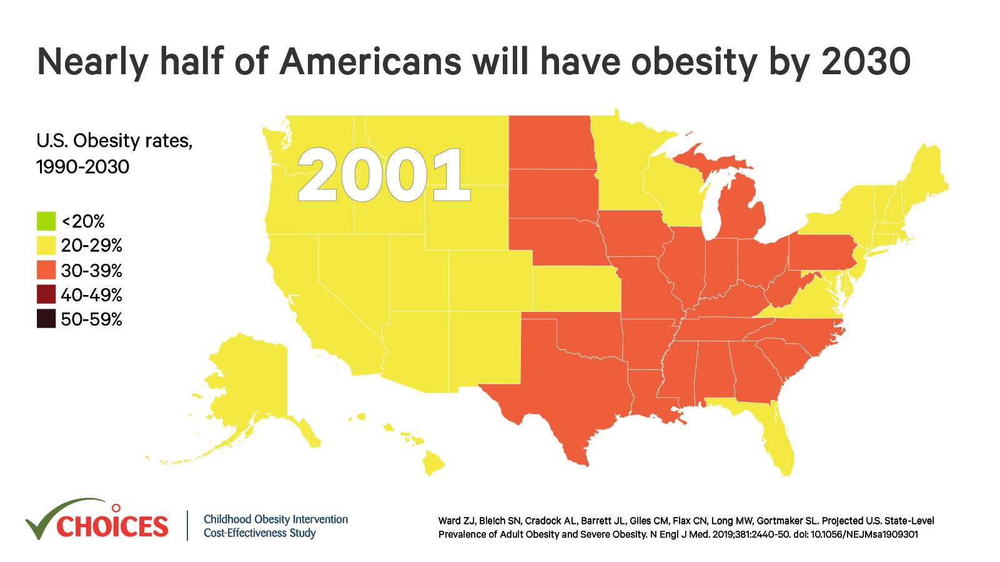 Nearly half of Americans will have obesity by 2030
U.S. Obesity rates,
1990-2030
2001
<20%
20-29%
30-39%
40-49%
50-59%
CHOICES
Childhood Obesity Intervention
Cost-Effectiveness Study
Ward ZJ, Bleich SN, Cradock AL, Barrett JL, Giles CM, Flax CN, Long MW, Gortmaker SL. Projected U.S. State-Level
Prevalence of Adult Obesity and Severe Obesity. N Engl J Med. 2019;381:2440-50. doi: 10.1056/NEJMsa1909301